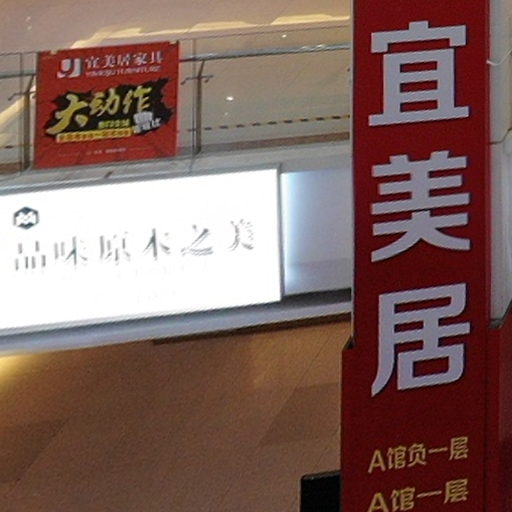 宜美居家具
大动作
品味原木之美
宜
美
居
A馆负一层
A馆一层